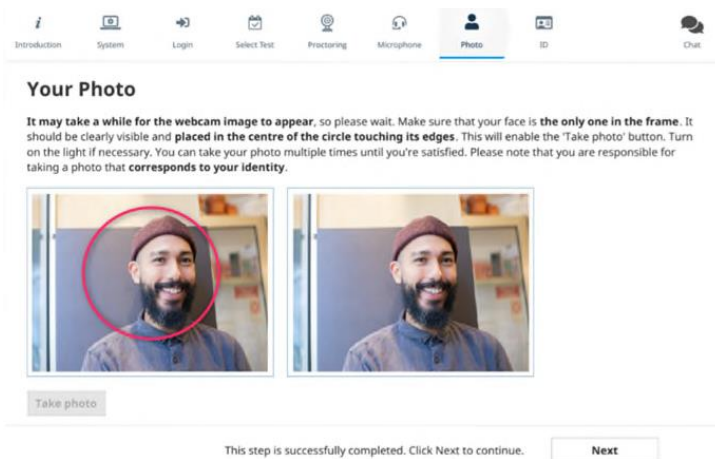 Introduction
System
Login
Select Test
Proctoring
Microphone
Photo
ID
Chat
Your Photo
It may take a while for the webcam image to appear, so please wait. Make sure that your face is the only one in the frame. It
should be clearly visible and placed in the centre of the circle touching its edges. This will enable the 'Take photo' button. Turn
on the light if necessary. You can take your photo multiple times until you're satisfied. Please note that you are responsible for
taking a photo that corresponds to your identity.
Take photo
This step is successfully completed. Click Next to continue.
Next